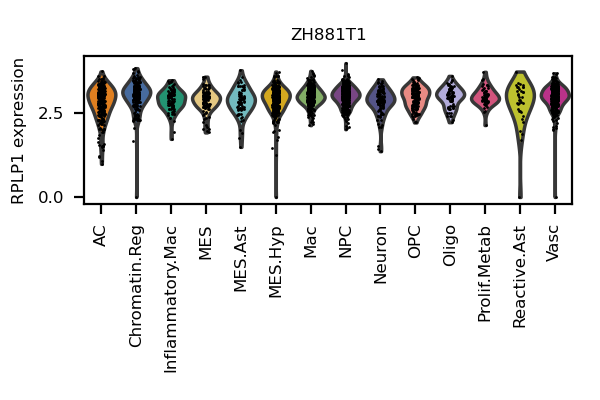 ZH881T1
RPLP1 expression
2.5
0.0
AC
Chromatin.Reg
Inflammatory.Mac
MES
MES.Ast
MES.Hyp
Mac
NPC
Neuron
OPC
Oligo
Prolif.Metab
Reactive.Ast
Vasc